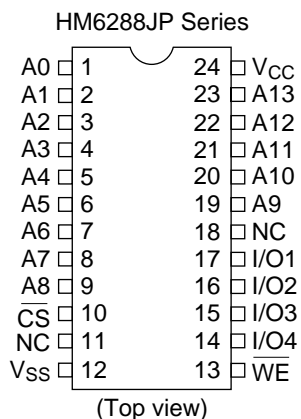 HM6288JP Series
A0 1 24 VCC
A1 2 23 A13
A2 3 22 A12
A3 4 21 A11
A4 5 20 A10
A5 6 19 A9
A6 7 18 NC
A7 8 17 I/O1
A8 9 16 I/O2
C̅S̅ 10 15 I/O3
NC 11 14 I/O4
VSS 12 13 W̅E̅
(Top view)